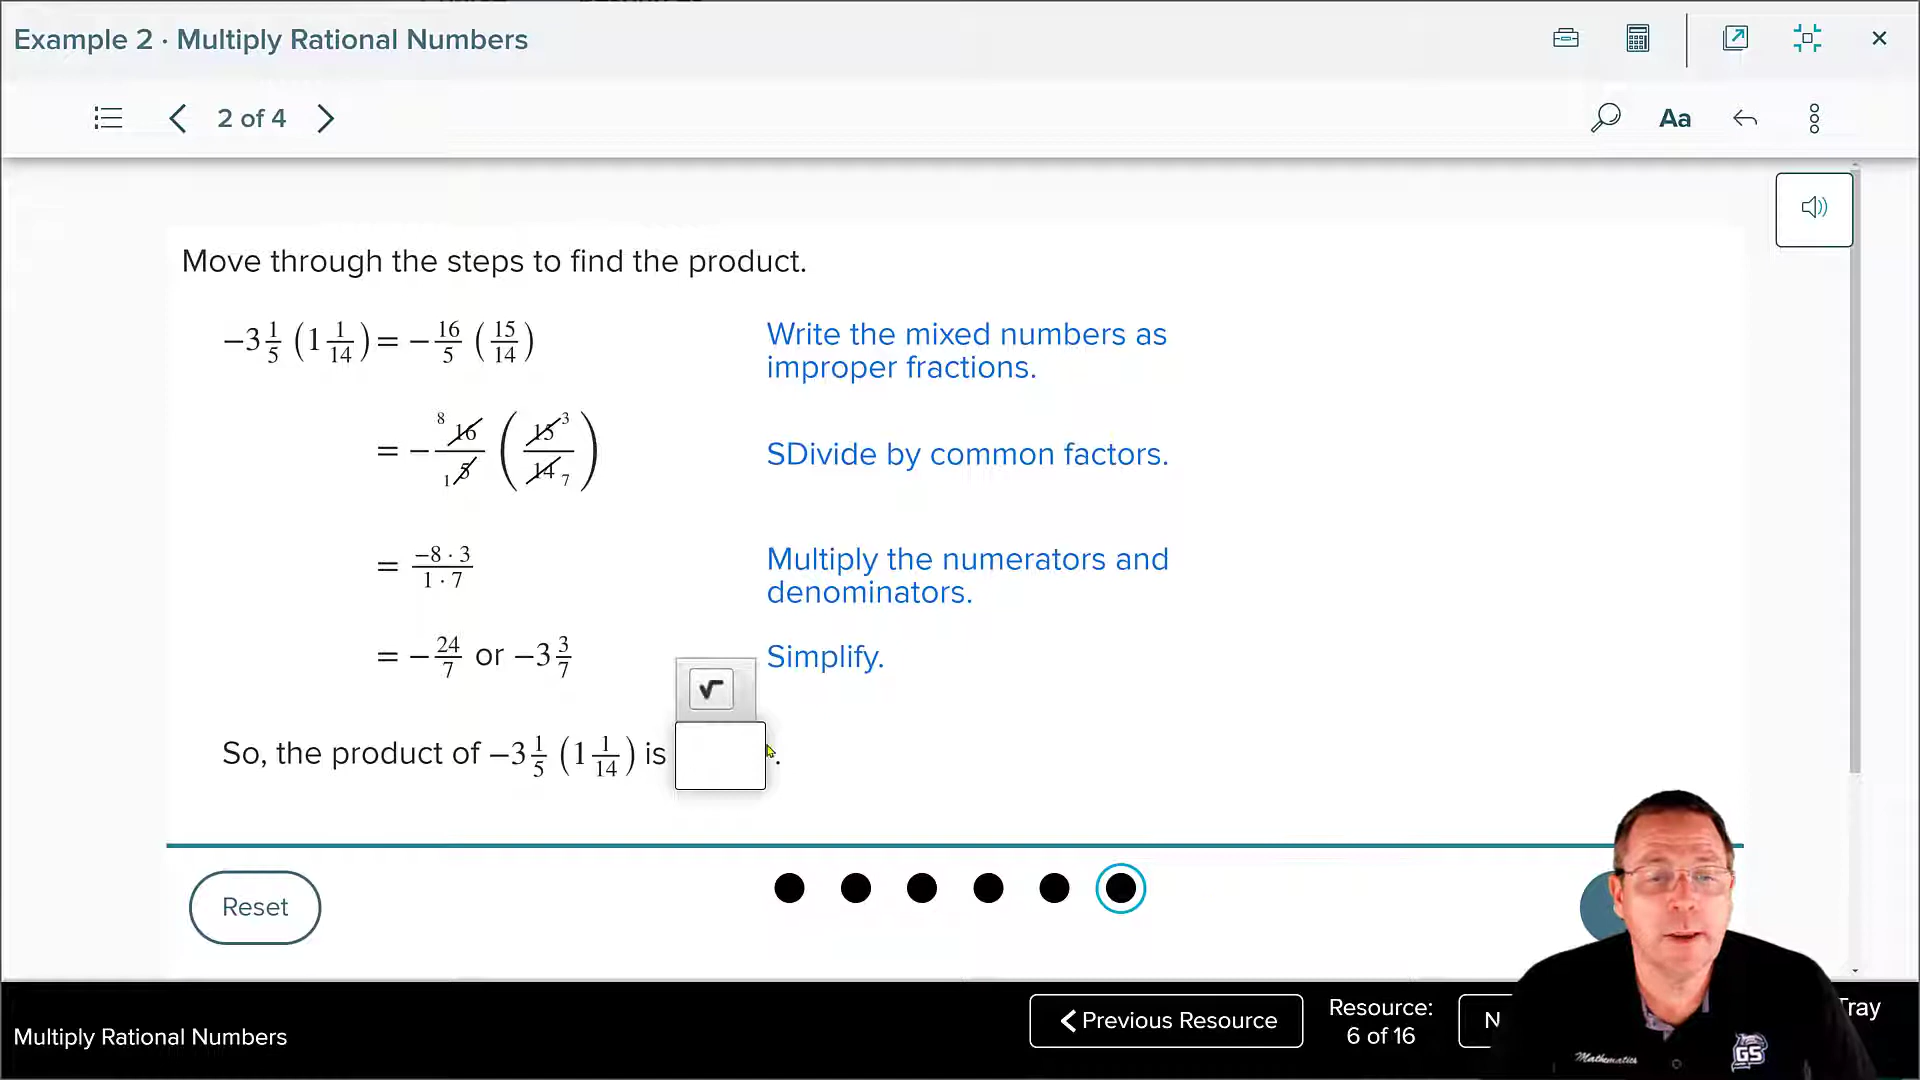 Example 2 · Multiply Rational Numbers
2 of 4
Aa
Move through the steps to find the product.
−3 1/5 (1 1/14) = −16/5 (15/14)
Write the mixed numbers as
improper fractions.
= − 8 16/1 5 (15 3/14 7)
SDivide by common factors.
= −8 · 3/1 · 7
Multiply the numerators and
denominators.
= −24/7 or −3 3/7
Simplify.
√
So, the product of −3 1/5 (1 1/14) is .
Reset
Multiply Rational Numbers
Previous Resource
Resource:
6 of 16
N
Tray
Mathematics
GS